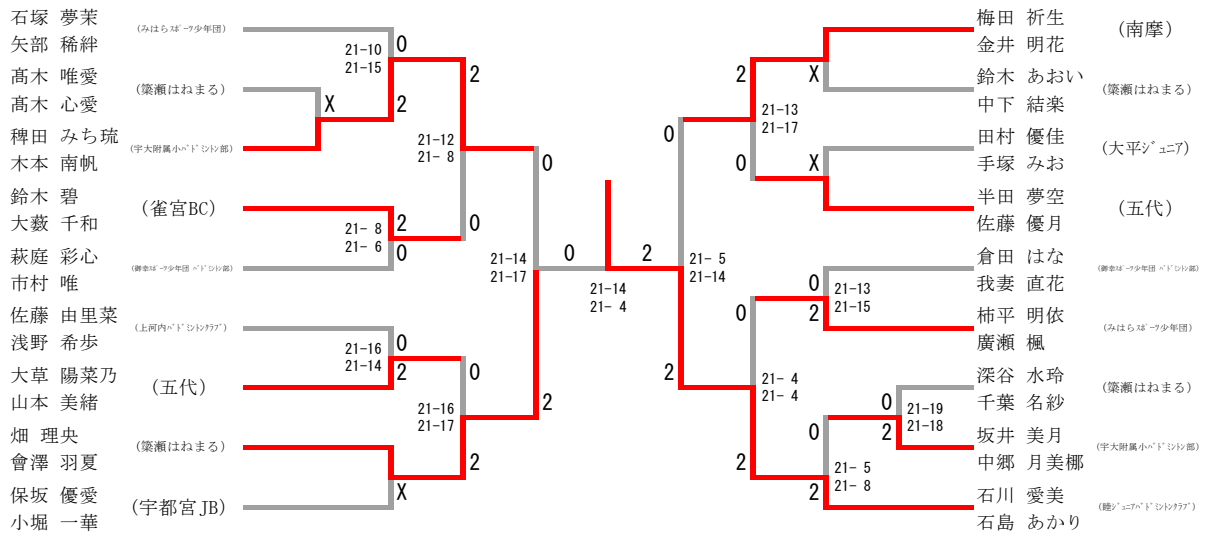 石塚 夢茉
矢部 稀絆
(みはらスポーツ少年団)
髙木 唯愛
髙木 心愛
(簗瀬はねまる)
稗田 みち琉
木本 南帆
(宇大附属小バドミントン部)
鈴木 碧
大薮 千和
(雀宮BC)
萩庭 彩心
市村 唯
(御幸スポーツ少年団 バドミントン部)
佐藤 由里菜
浅野 希歩
(上河内バドミントンクラブ)
大草 陽菜乃
山本 美緒
(五代)
畑 理央
會澤 羽夏
(簗瀬はねまる)
保坂 優愛
小堀 一華
(宇都宮JB)
21-10
21-15
0
2
X
2
21-12
21- 8
0
21- 8
21- 6
2
0
0
21-14
21-17
2
21-16
21-14
0
2
0
21-16
21-17
2
X
0
21-14
21- 4
2
0
21- 5
21-14
2
2
21-13
21-17
0
X
X
0
21- 4
21- 4
2
0
21-13
21-15
2
0
21-19
21-18
2
0
21- 5
21- 8
2
梅田 祈生
金井 明花
(南摩)
鈴木 あおい
中下 結楽
(簗瀬はねまる)
田村 優佳
手塚 みお
(大平ジュニア)
半田 夢空
佐藤 優月
(五代)
倉田 はな
我妻 直花
(御幸スポーツ少年団 バドミントン部)
柿平 明依
廣瀬 楓
(みはらスポーツ少年団)
深谷 水玲
千葉 名紗
(簗瀬はねまる)
坂井 美月
中郷 月美梛
(宇大附属小バドミントン部)
石川 愛美
石島 あかり
(睦ジュニアバドミントンクラブ)